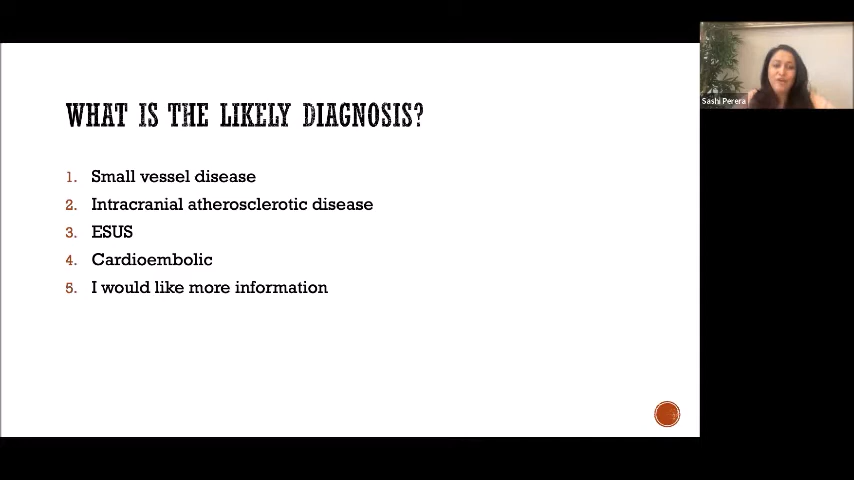 WHAT IS THE LIKELY DIAGNOSIS?
1. Small vessel disease
2. Intracranial atherosclerotic disease
3. ESUS
4. Cardioembolic
5. I would like more information
Sashi Perera